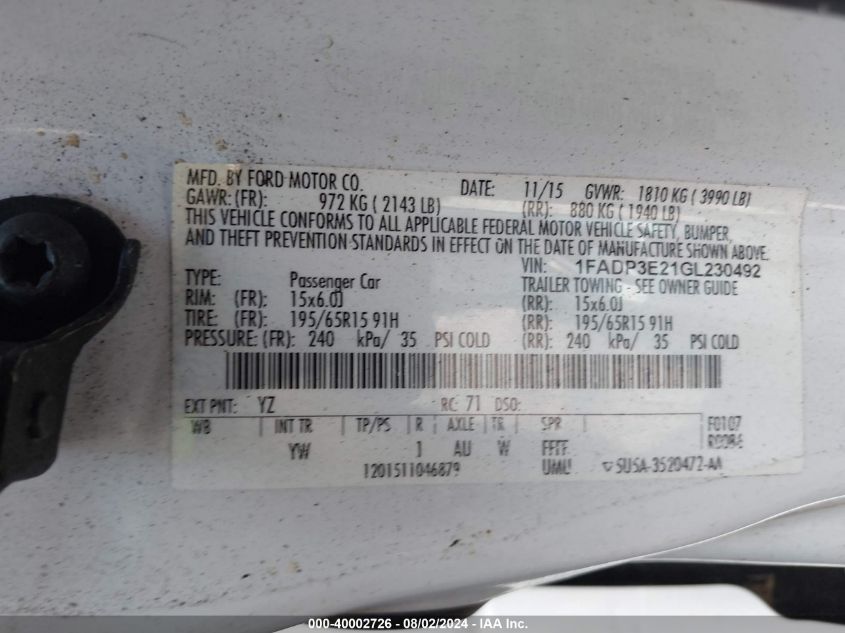 MFD. BY FORD MOTOR CO. DATE: 11/15 GVWR: 1810 KG ( 3990 LB)
GAWR: (FR): 972 KG ( 2143 LB) (RR): 880 KG ( 1940 LB)
THIS VEHICLE CONFORMS TO ALL APPLICABLE FEDERAL MOTOR VEHICLE SAFETY, BUMPER,
AND THEFT PREVENTION STANDARDS IN EFFECT ON THE DATE OF MANUFACTURE SHOWN ABOVE.
VIN: 1FADP3E21GL230492
TYPE: Passenger Car TRAILER TOWING - SEE OWNER GUIDE
RIM: (FR): 15x6.0J (RR): 15x6.0J
TIRE: (FR): 195/65R15 91H (RR): 195/65R15 91H
PRESSURE: (FR): 240 kPa/ 35 PSI COLD (RR): 240 kPa/ 35 PSI COLD
EXT PNT: YZ RC: 71 DSO:
WB INT TR TP/PS R AXLE TR SPR F0107
YW 1 AU W FFFF
1201511046879 UMU 5U5A-3520472-AA
000-40002726 - 08/02/2024 - IAA Inc.